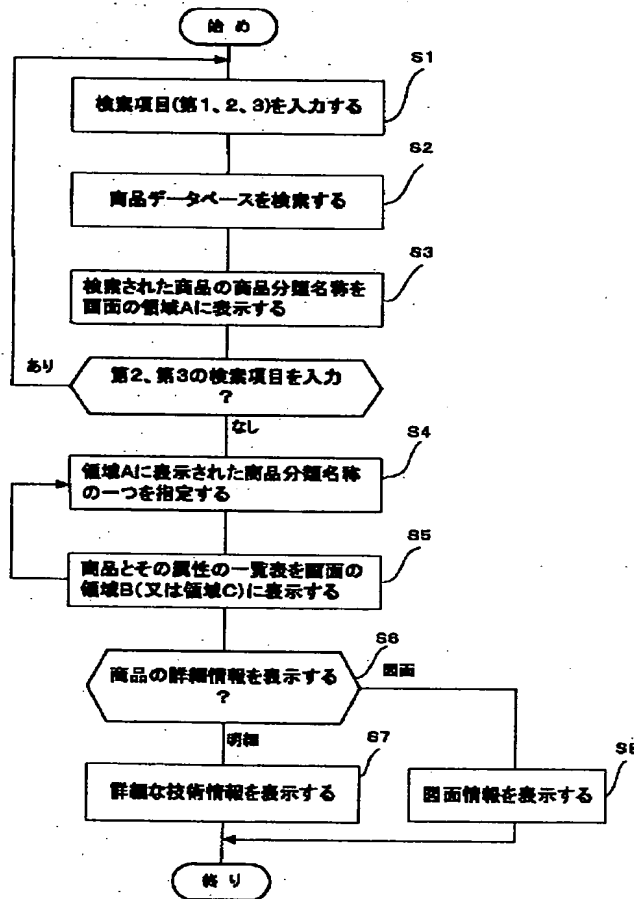 始め
S1
検索項目(第1、2、3)を入力する
S2
商品データベースを検索する
S3
検索された商品の商品分類名称を
画面の領域Aに表示する
あり
第2、第3の検索項目を入力
?
なし
S4
領域Aに表示された商品分類名称
の一つを指定する
S5
商品とその属性の一覧表を画面の
領域B(又は領域C)に表示する
S6
商品の詳細情報を表示する
?
図面
明細
S7
S8
詳細な技術情報を表示する
図面情報を表示する
終り